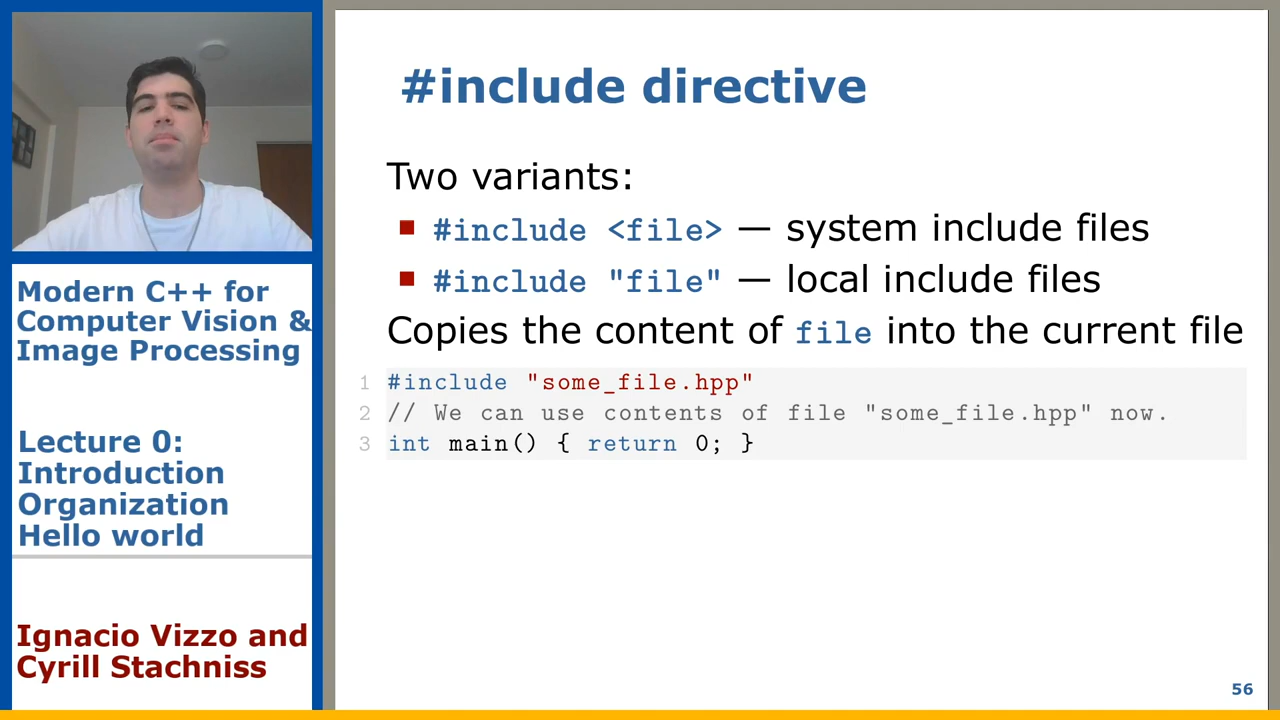 Modern C++ for
Computer Vision &
Image Processing
Lecture 0:
Introduction
Organization
Hello world
Ignacio Vizzo and
Cyrill Stachniss
#include directive
Two variants:
#include <file> — system include files
#include "file" — local include files
Copies the content of file into the current file
1 #include "some_file.hpp"
2 // We can use contents of file "some_file.hpp" now.
3 int main() { return 0; }
56